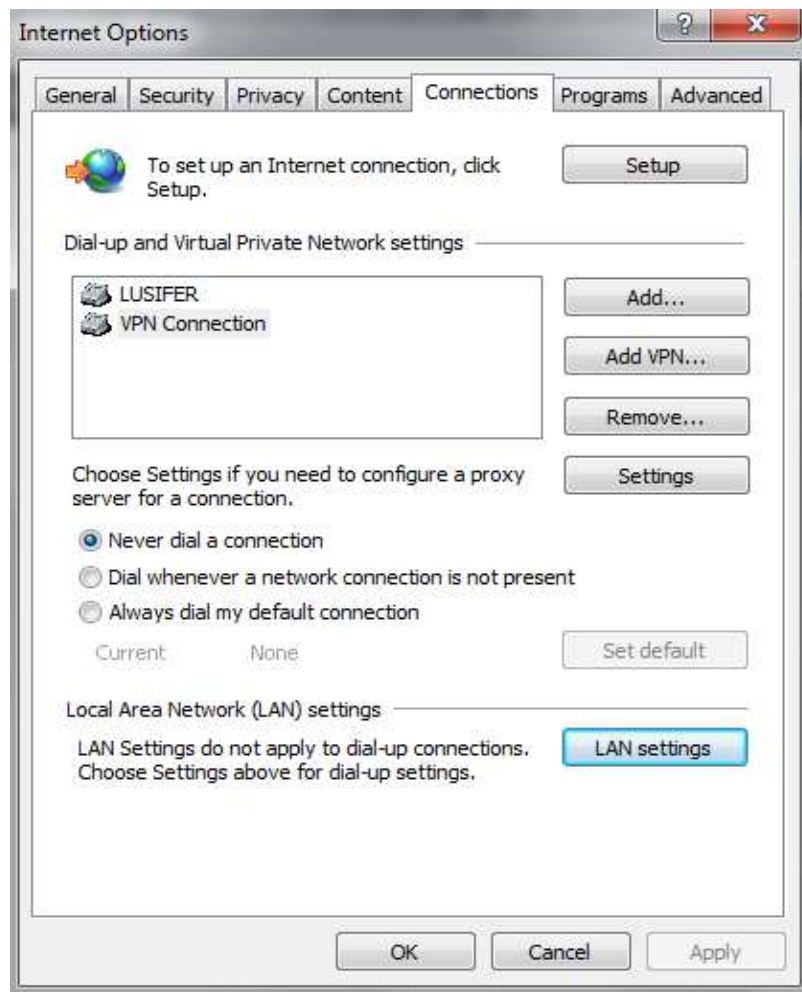 Internet Options
?
General Security Privacy Content Connections Programs Advanced
To set up an Internet connection, click
Setup.
Setup
Dial-up and Virtual Private Network settings
LUSIFER
VPN Connection
Add...
Add VPN...
Remove...
Choose Settings if you need to configure a proxy
server for a connection.
Settings
Never dial a connection
Dial whenever a network connection is not present
Always dial my default connection
Current None
Set default
Local Area Network (LAN) settings
LAN Settings do not apply to dial-up connections.
Choose Settings above for dial-up settings.
LAN settings
OK Cancel Apply